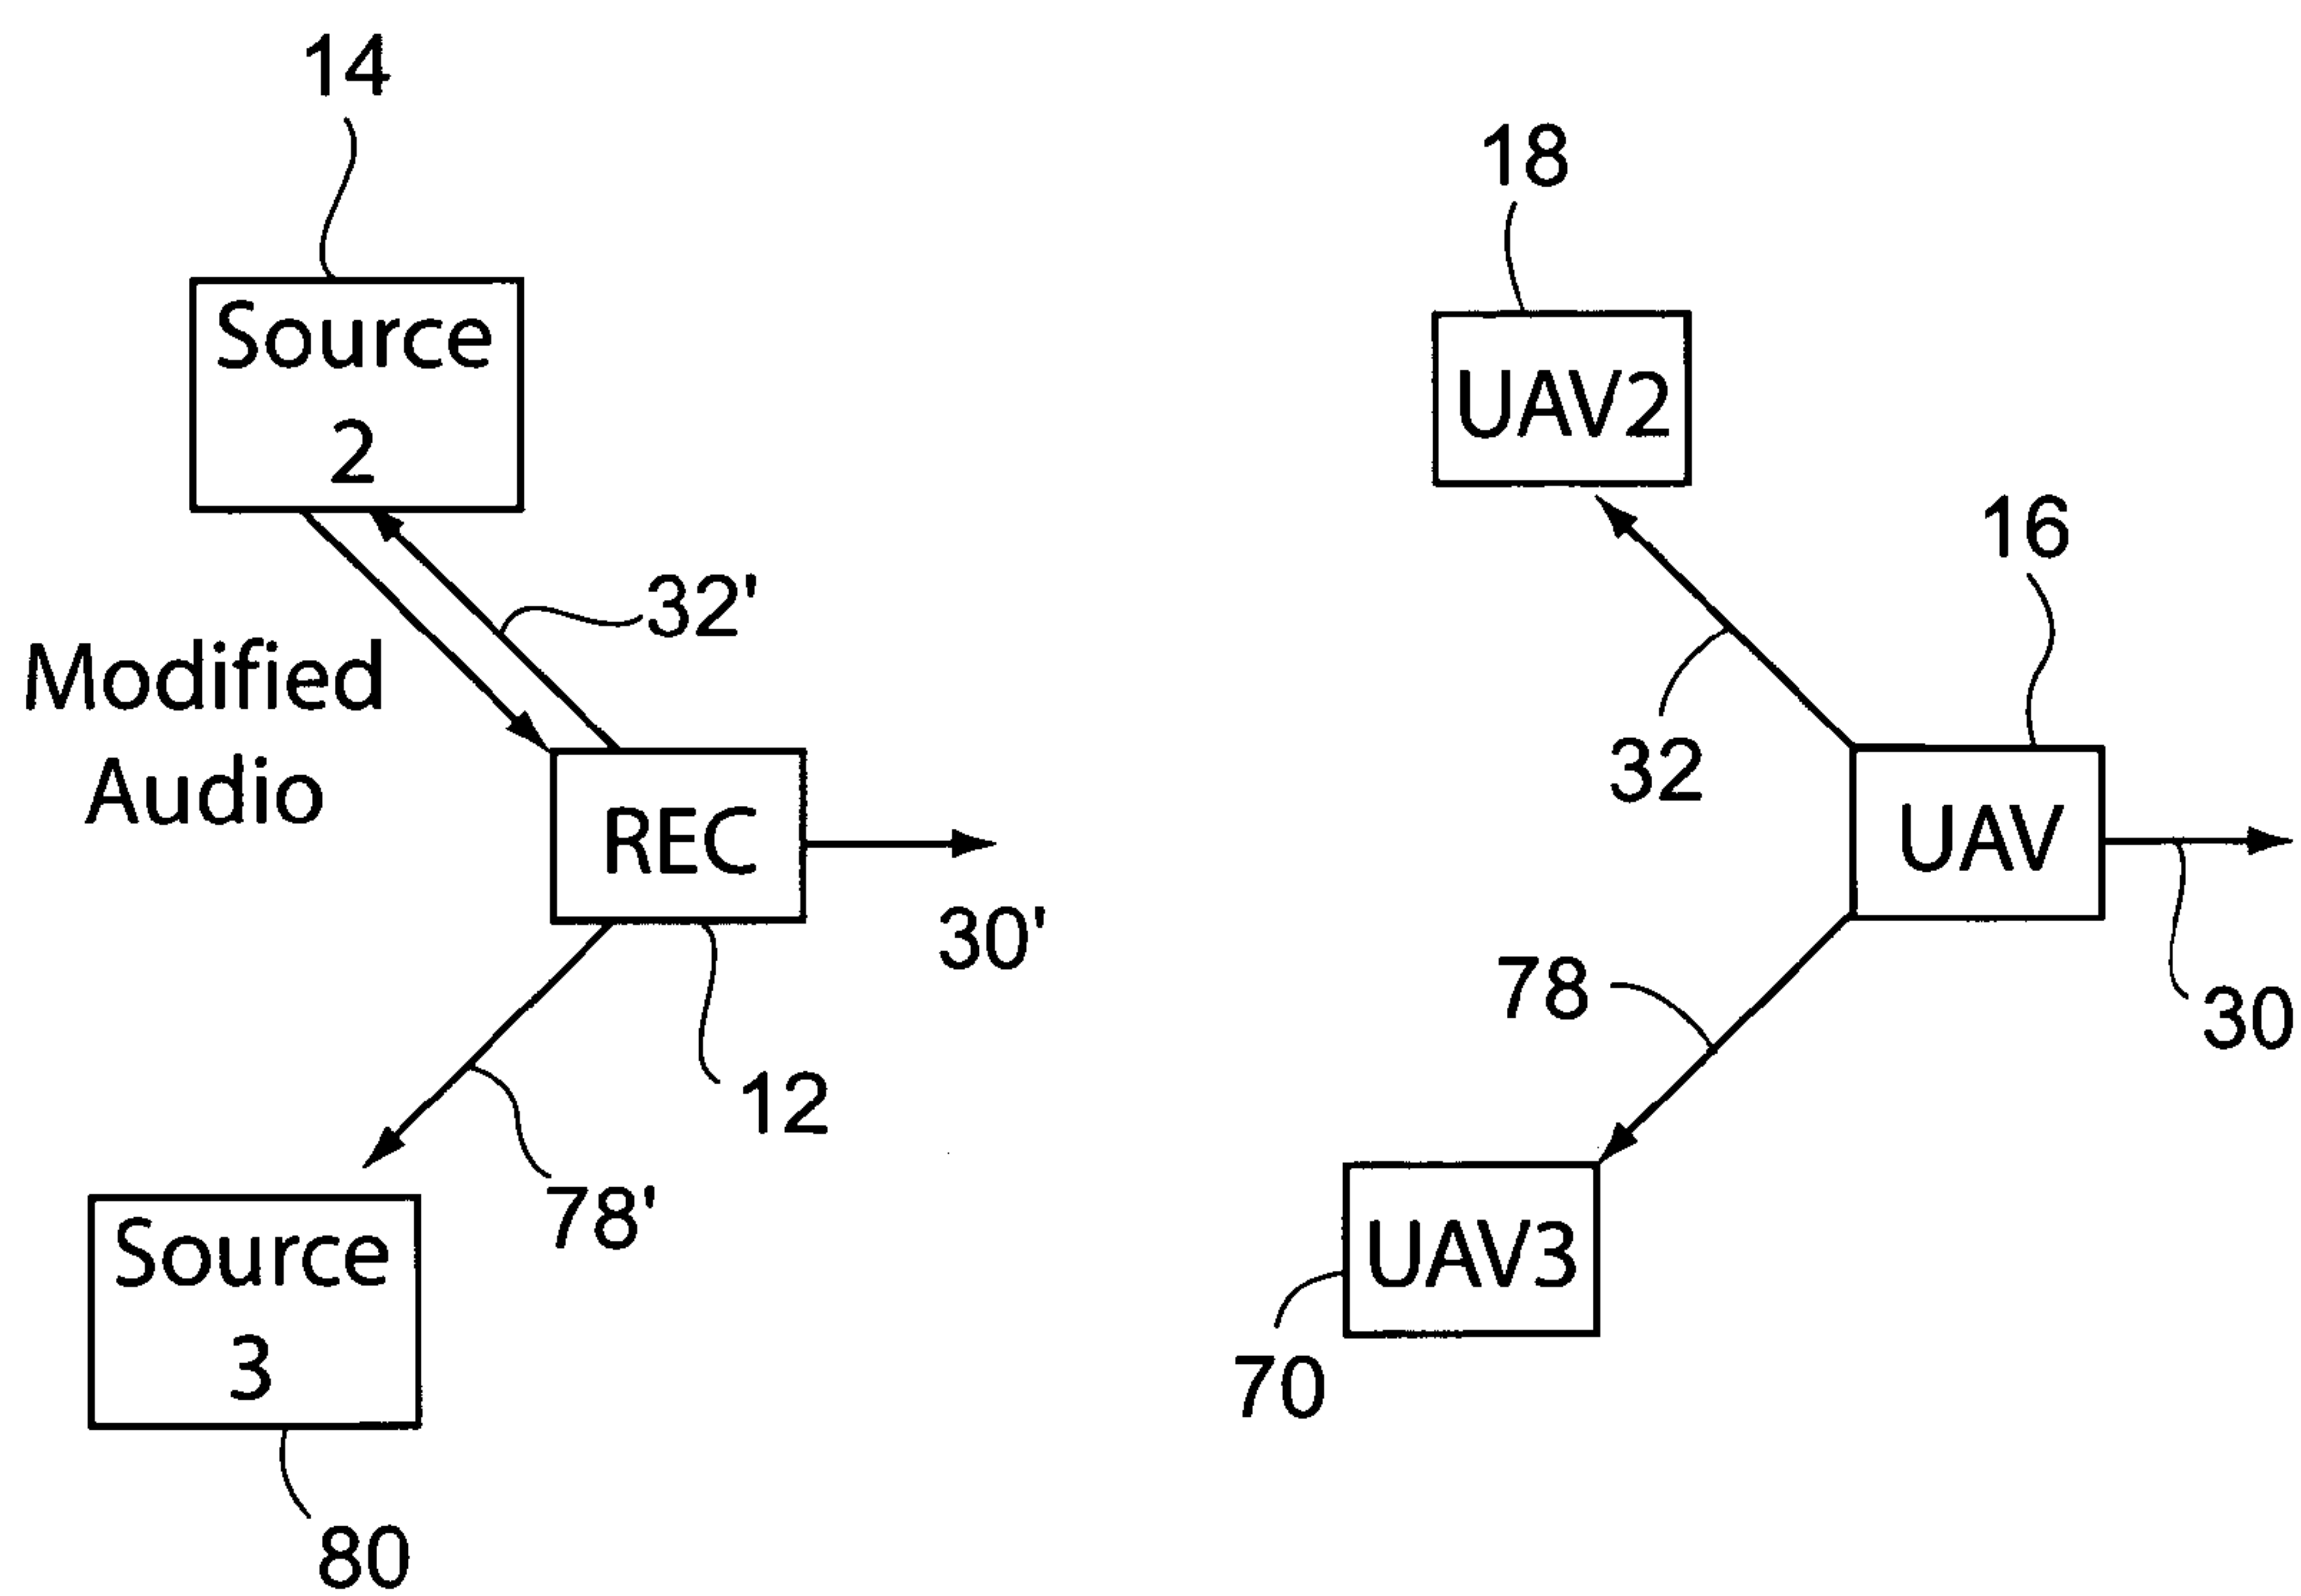 14
Source
2
32'
Modified
Audio
REC
30'
12
78'
Source
3
80
18
UAV2
16
32
UAV
78
30
UAV3
70